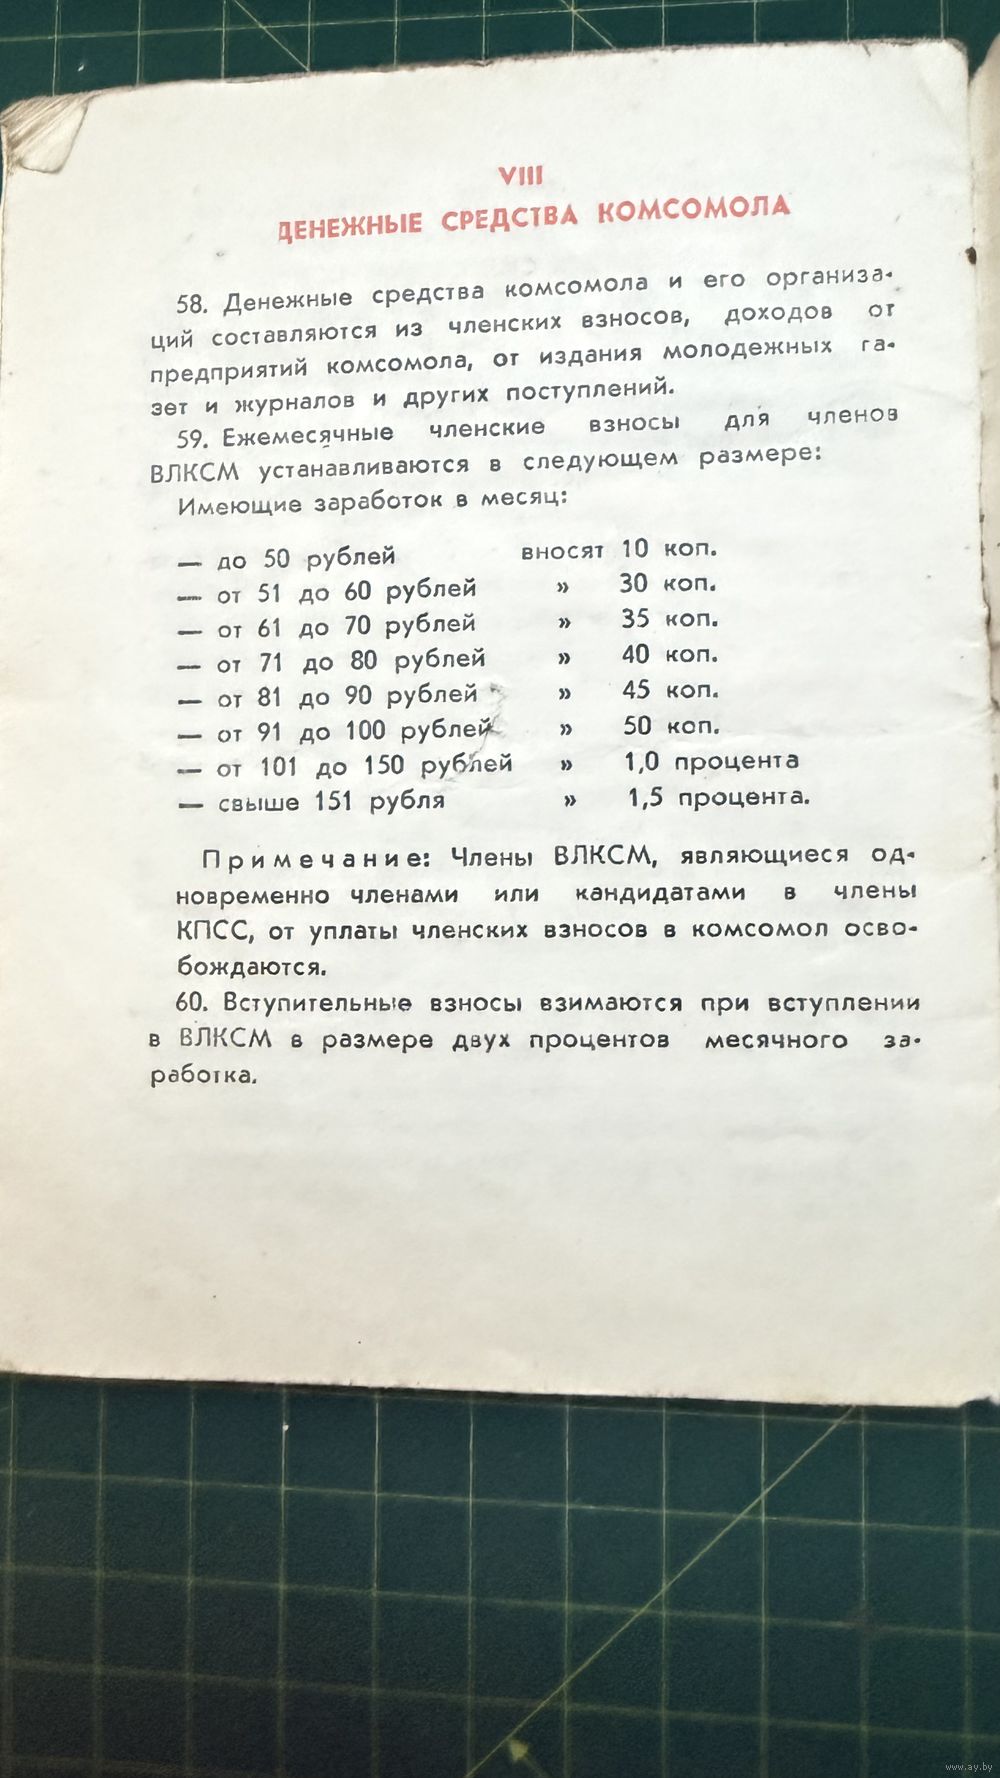 VIII
ДЕНЕЖНЫЕ СРЕДСТВА КОМСОМОЛА
58. Денежные средства комсомола и его организа-
ций составляются из членских взносов, доходов от
предприятий комсомола, от издания молодежных га-
зет и журналов и других поступлений.
59. Ежемесячные членские взносы для членов
ВЛКСМ устанавливаются в следующем размере:
Имеющие заработок в месяц:
— до 50 рублей вносят 10 коп.
— от 51 до 60 рублей » 30 коп.
— от 61 до 70 рублей » 35 коп.
— от 71 до 80 рублей » 40 коп.
— от 81 до 90 рублей » 45 коп.
— от 91 до 100 рублей » 50 коп.
— от 101 до 150 рублей » 1,0 процента
— свыше 151 рубля » 1,5 процента.
Примечание: Члены ВЛКСМ, являющиеся од-
новременно членами или кандидатами в члены
КПСС, от уплаты членских взносов в комсомол осво-
бождаются.
60. Вступительные взносы взимаются при вступлении
в ВЛКСМ в размере двух процентов месячного за-
работка.
www.ay.by